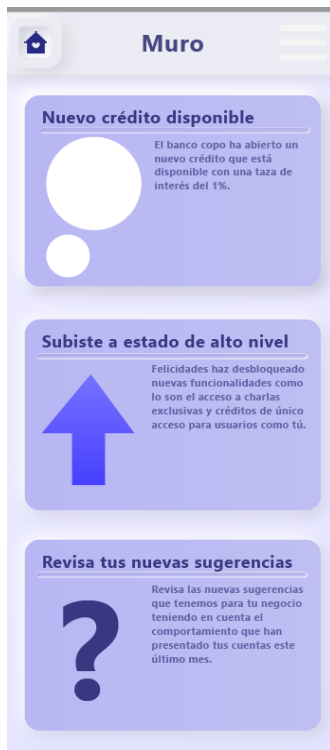 Muro
Nuevo crédito disponible
El banco copo ha abierto un
nuevo crédito que está
disponible con una taza de
interés del 1%.
Subiste a estado de alto nivel
Felicidades haz desbloqueado
nuevas funcionalidades como
lo son el acceso a charlas
exclusivas y créditos de único
acceso para usuarios como tú.
Revisa tus nuevas sugerencias
?
Revisa las nuevas sugerencias
que tenemos para tu negocio
teniendo en cuenta el
comportamiento que han
presentado tus cuentas este
último mes.